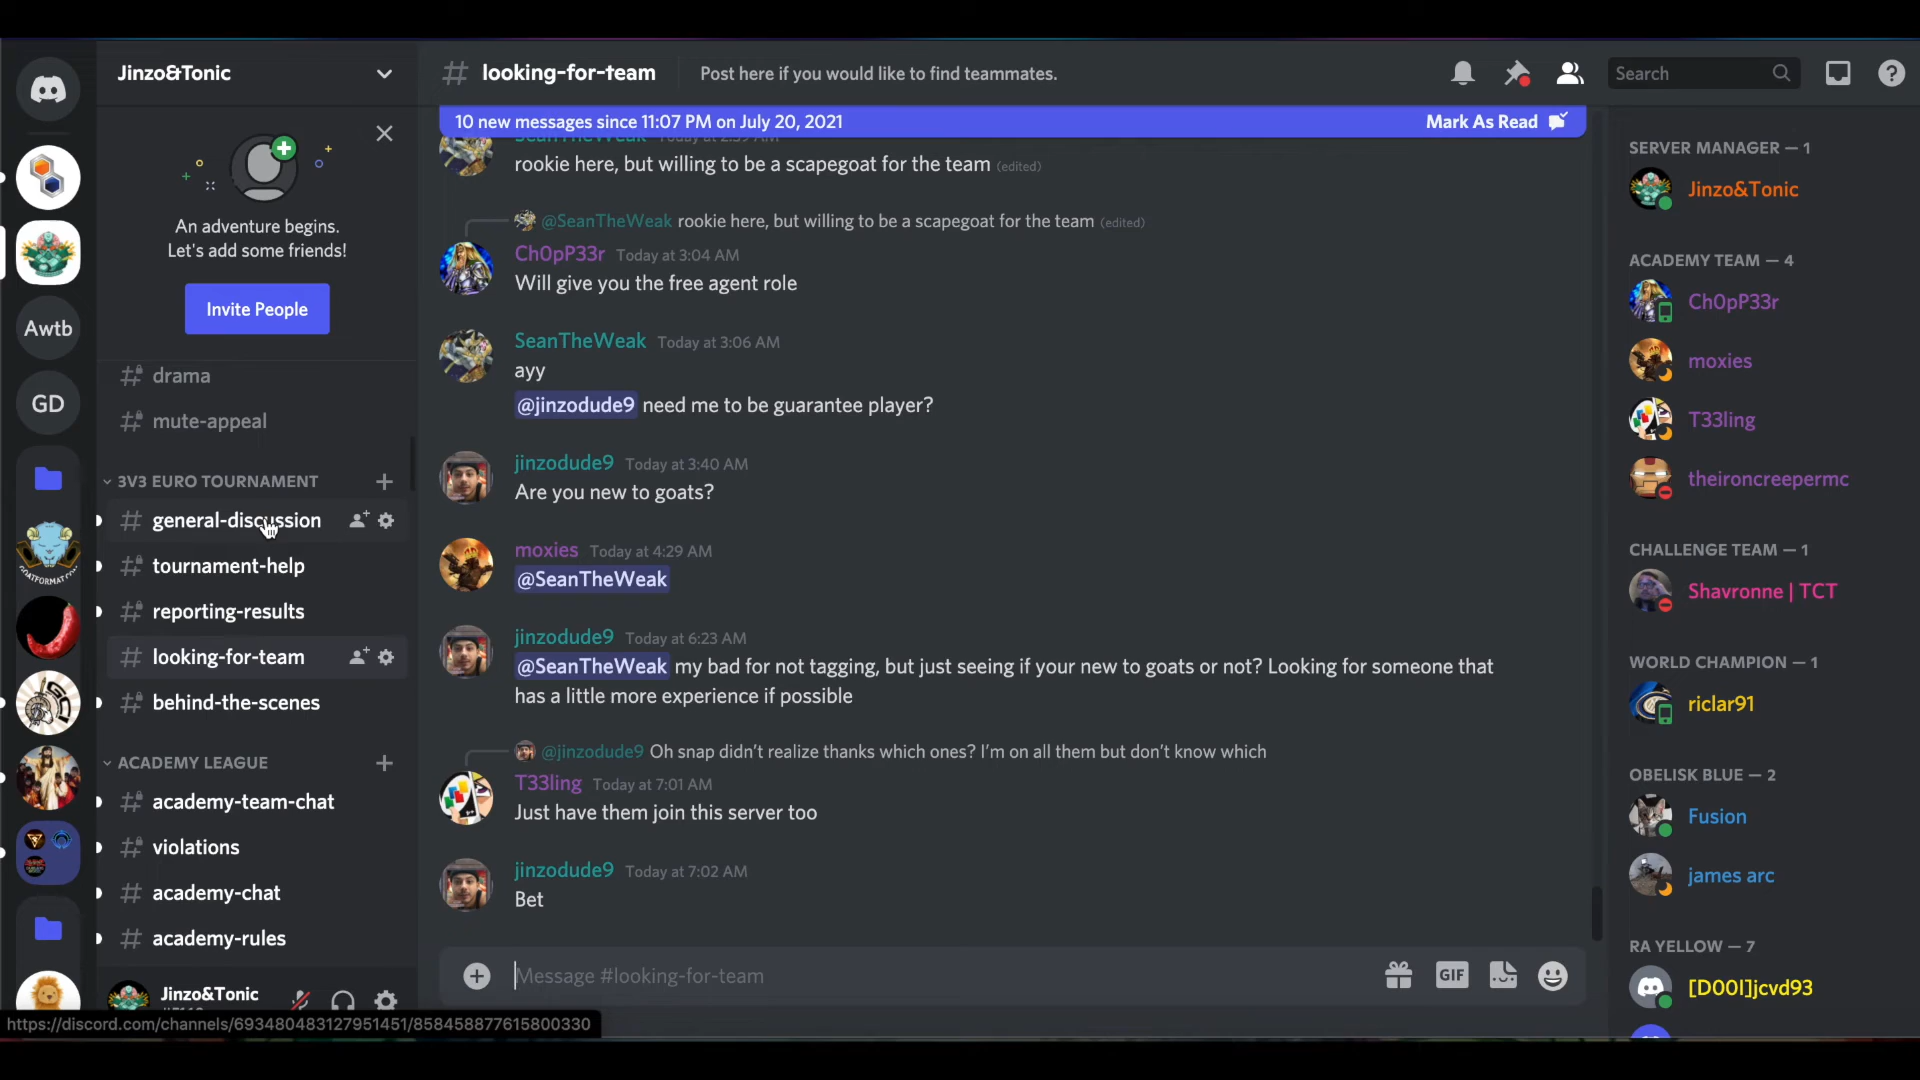 Jinzo&Tonic
looking-for-team
Post here if you would like to find teammates.
Search
10 new messages since 11:07 PM on July 20, 2021
Mark As Read
An adventure begins.
Let's add some friends!
Invite People
Awtb
GD
drama
mute-appeal
3V3 EURO TOURNAMENT
general-discussion
tournament-help
reporting-results
looking-for-team
behind-the-scenes
ACADEMY LEAGUE
academy-team-chat
violations
academy-chat
academy-rules
Jinzo&Tonic
https://discord.com/channels/693480483127951451/858458877615800330
SeanTheWeak Today at 2:59 AM
rookie here, but willing to be a scapegoat for the team (edited)
@SeanTheWeak rookie here, but willing to be a scapegoat for the team (edited)
Ch0pP33r Today at 3:04 AM
Will give you the free agent role
SeanTheWeak Today at 3:06 AM
ayy
@jinzodude9 need me to be guarantee player?
jinzodude9 Today at 3:40 AM
Are you new to goats?
moxies Today at 4:29 AM
@SeanTheWeak
jinzodude9 Today at 6:23 AM
@SeanTheWeak my bad for not tagging, but just seeing if your new to goats or not? Looking for someone that
has a little more experience if possible
@jinzodude9 Oh snap didn't realize thanks which ones? I'm on all them but don't know which
T33ling Today at 7:01 AM
Just have them join this server too
jinzodude9 Today at 7:02 AM
Bet
Message #looking-for-team
GIF
SERVER MANAGER — 1
Jinzo&Tonic
ACADEMY TEAM — 4
Ch0pP33r
moxies
T33ling
theironcreepermc
CHALLENGE TEAM — 1
Shavronne | TCT
WORLD CHAMPION — 1
riclar91
OBELISK BLUE — 2
Fusion
james arc
RA YELLOW — 7
[D00I]jcvd93